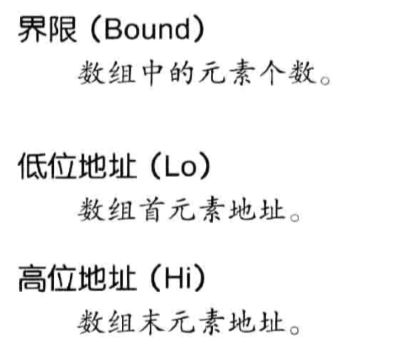 界限（Bound）
数组中的元素个数。
低位地址（Lo）
数组首元素地址。
高位地址（Hi）
数组末元素地址。